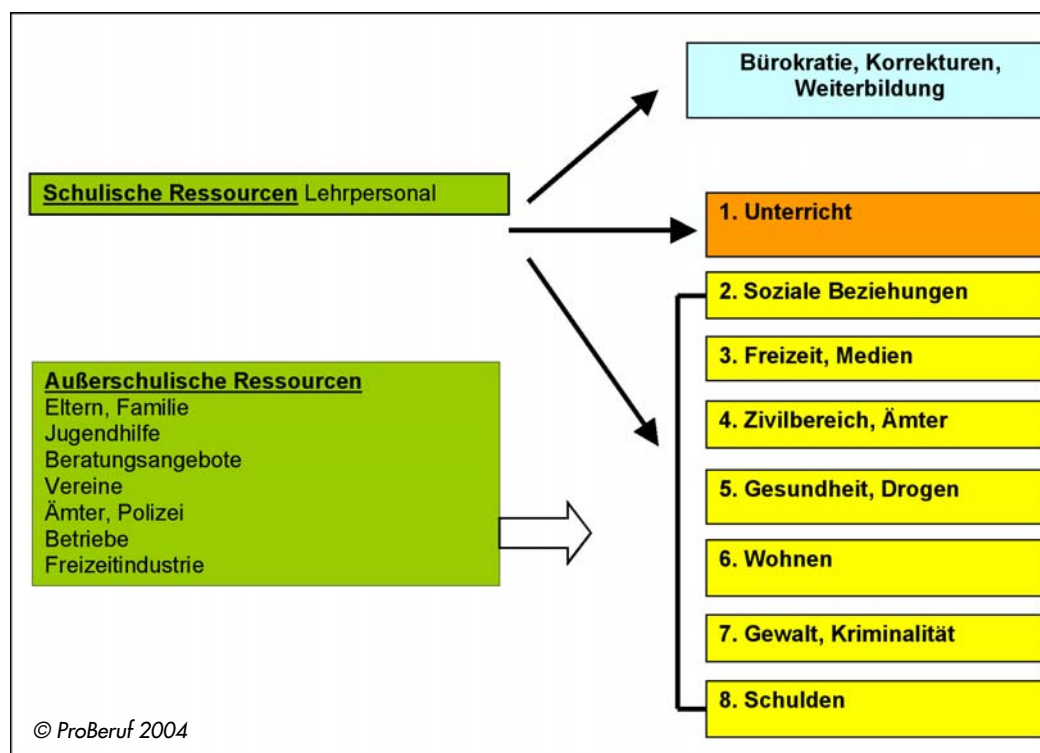 Bürokratie, Korrekturen,
Weiterbildung
Schulische Ressourcen Lehrpersonal
1. Unterricht
2. Soziale Beziehungen
3. Freizeit, Medien
Außerschulische Ressourcen
Eltern, Familie
Jugendhilfe
Beratungsangebote
Vereine
Ämter, Polizei
Betriebe
Freizeitindustrie
4. Zivilbereich, Ämter
5. Gesundheit, Drogen
6. Wohnen
7. Gewalt, Kriminalität
8. Schulden
© ProBeruf 2004